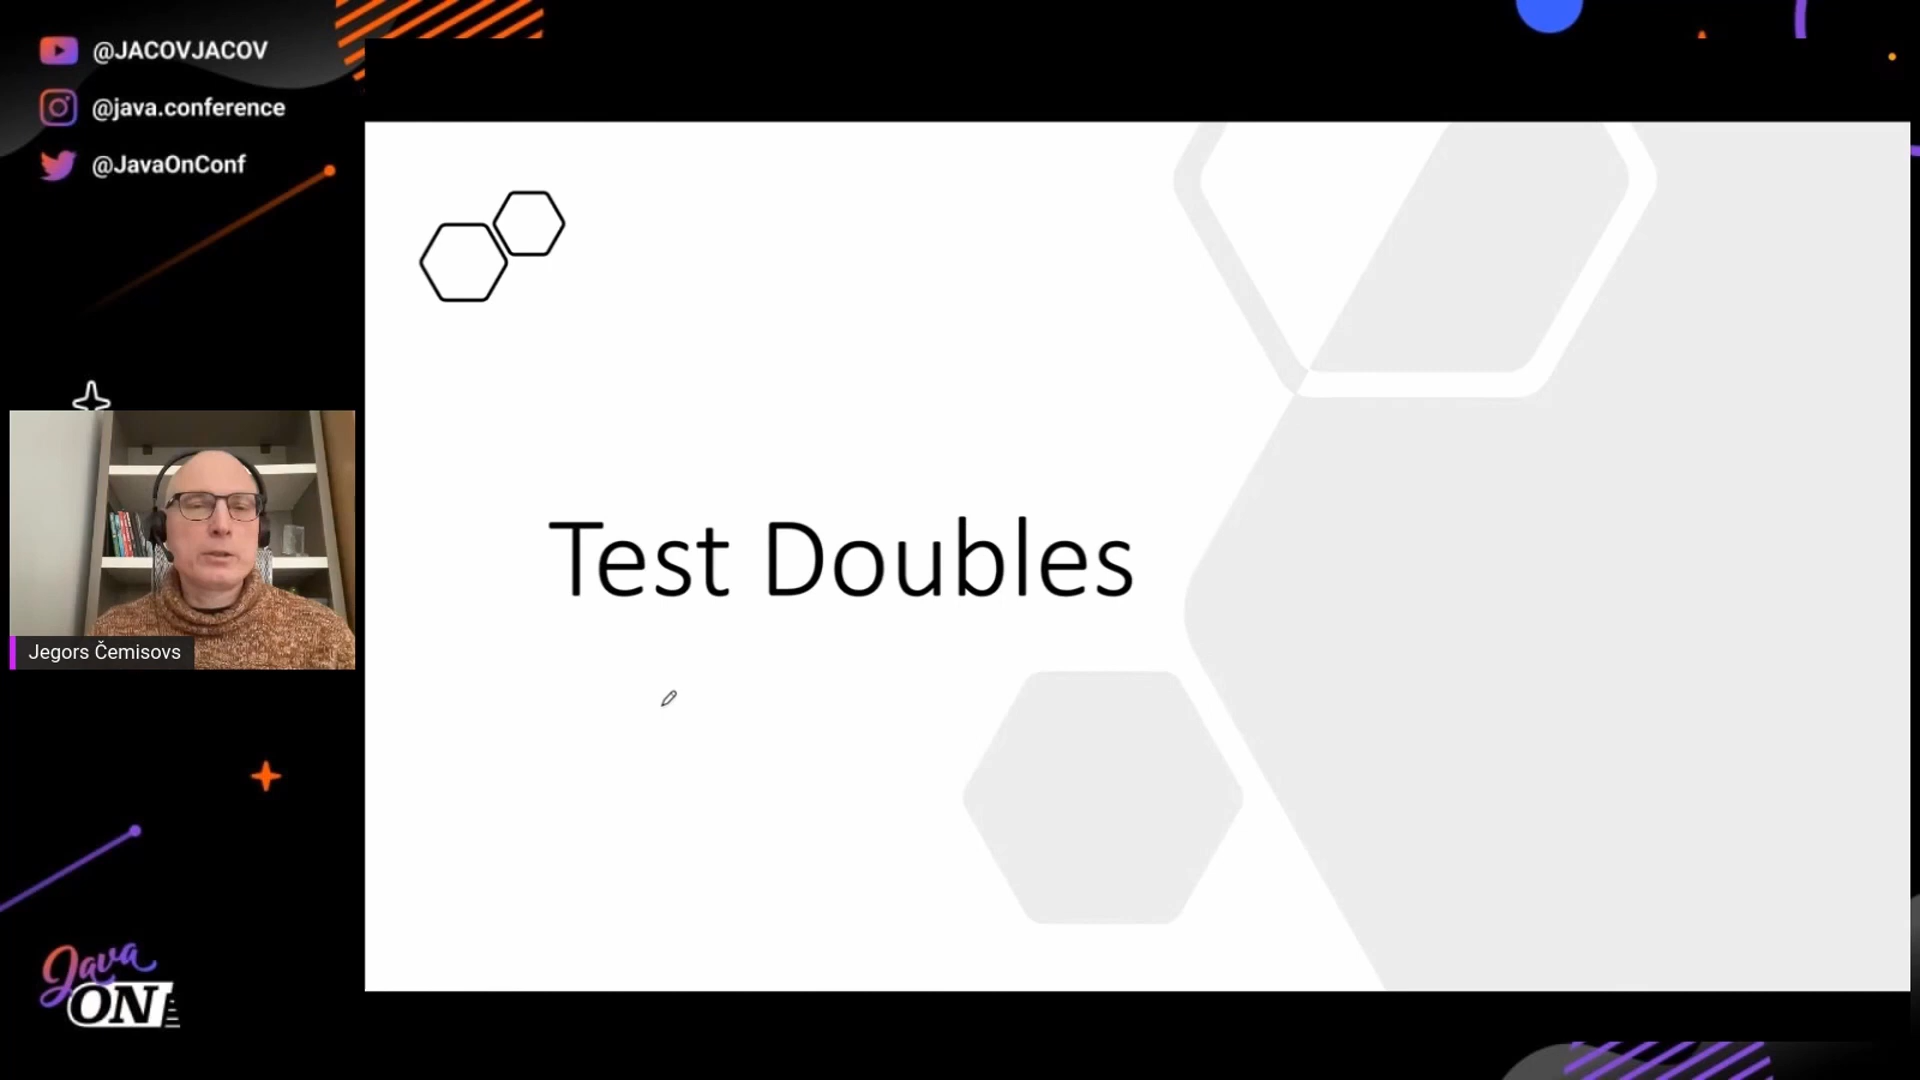 @JACOVJACOV
@java.conference
@JavaOnConf
Test Doubles
Jegors Čemisovs
Java
ON